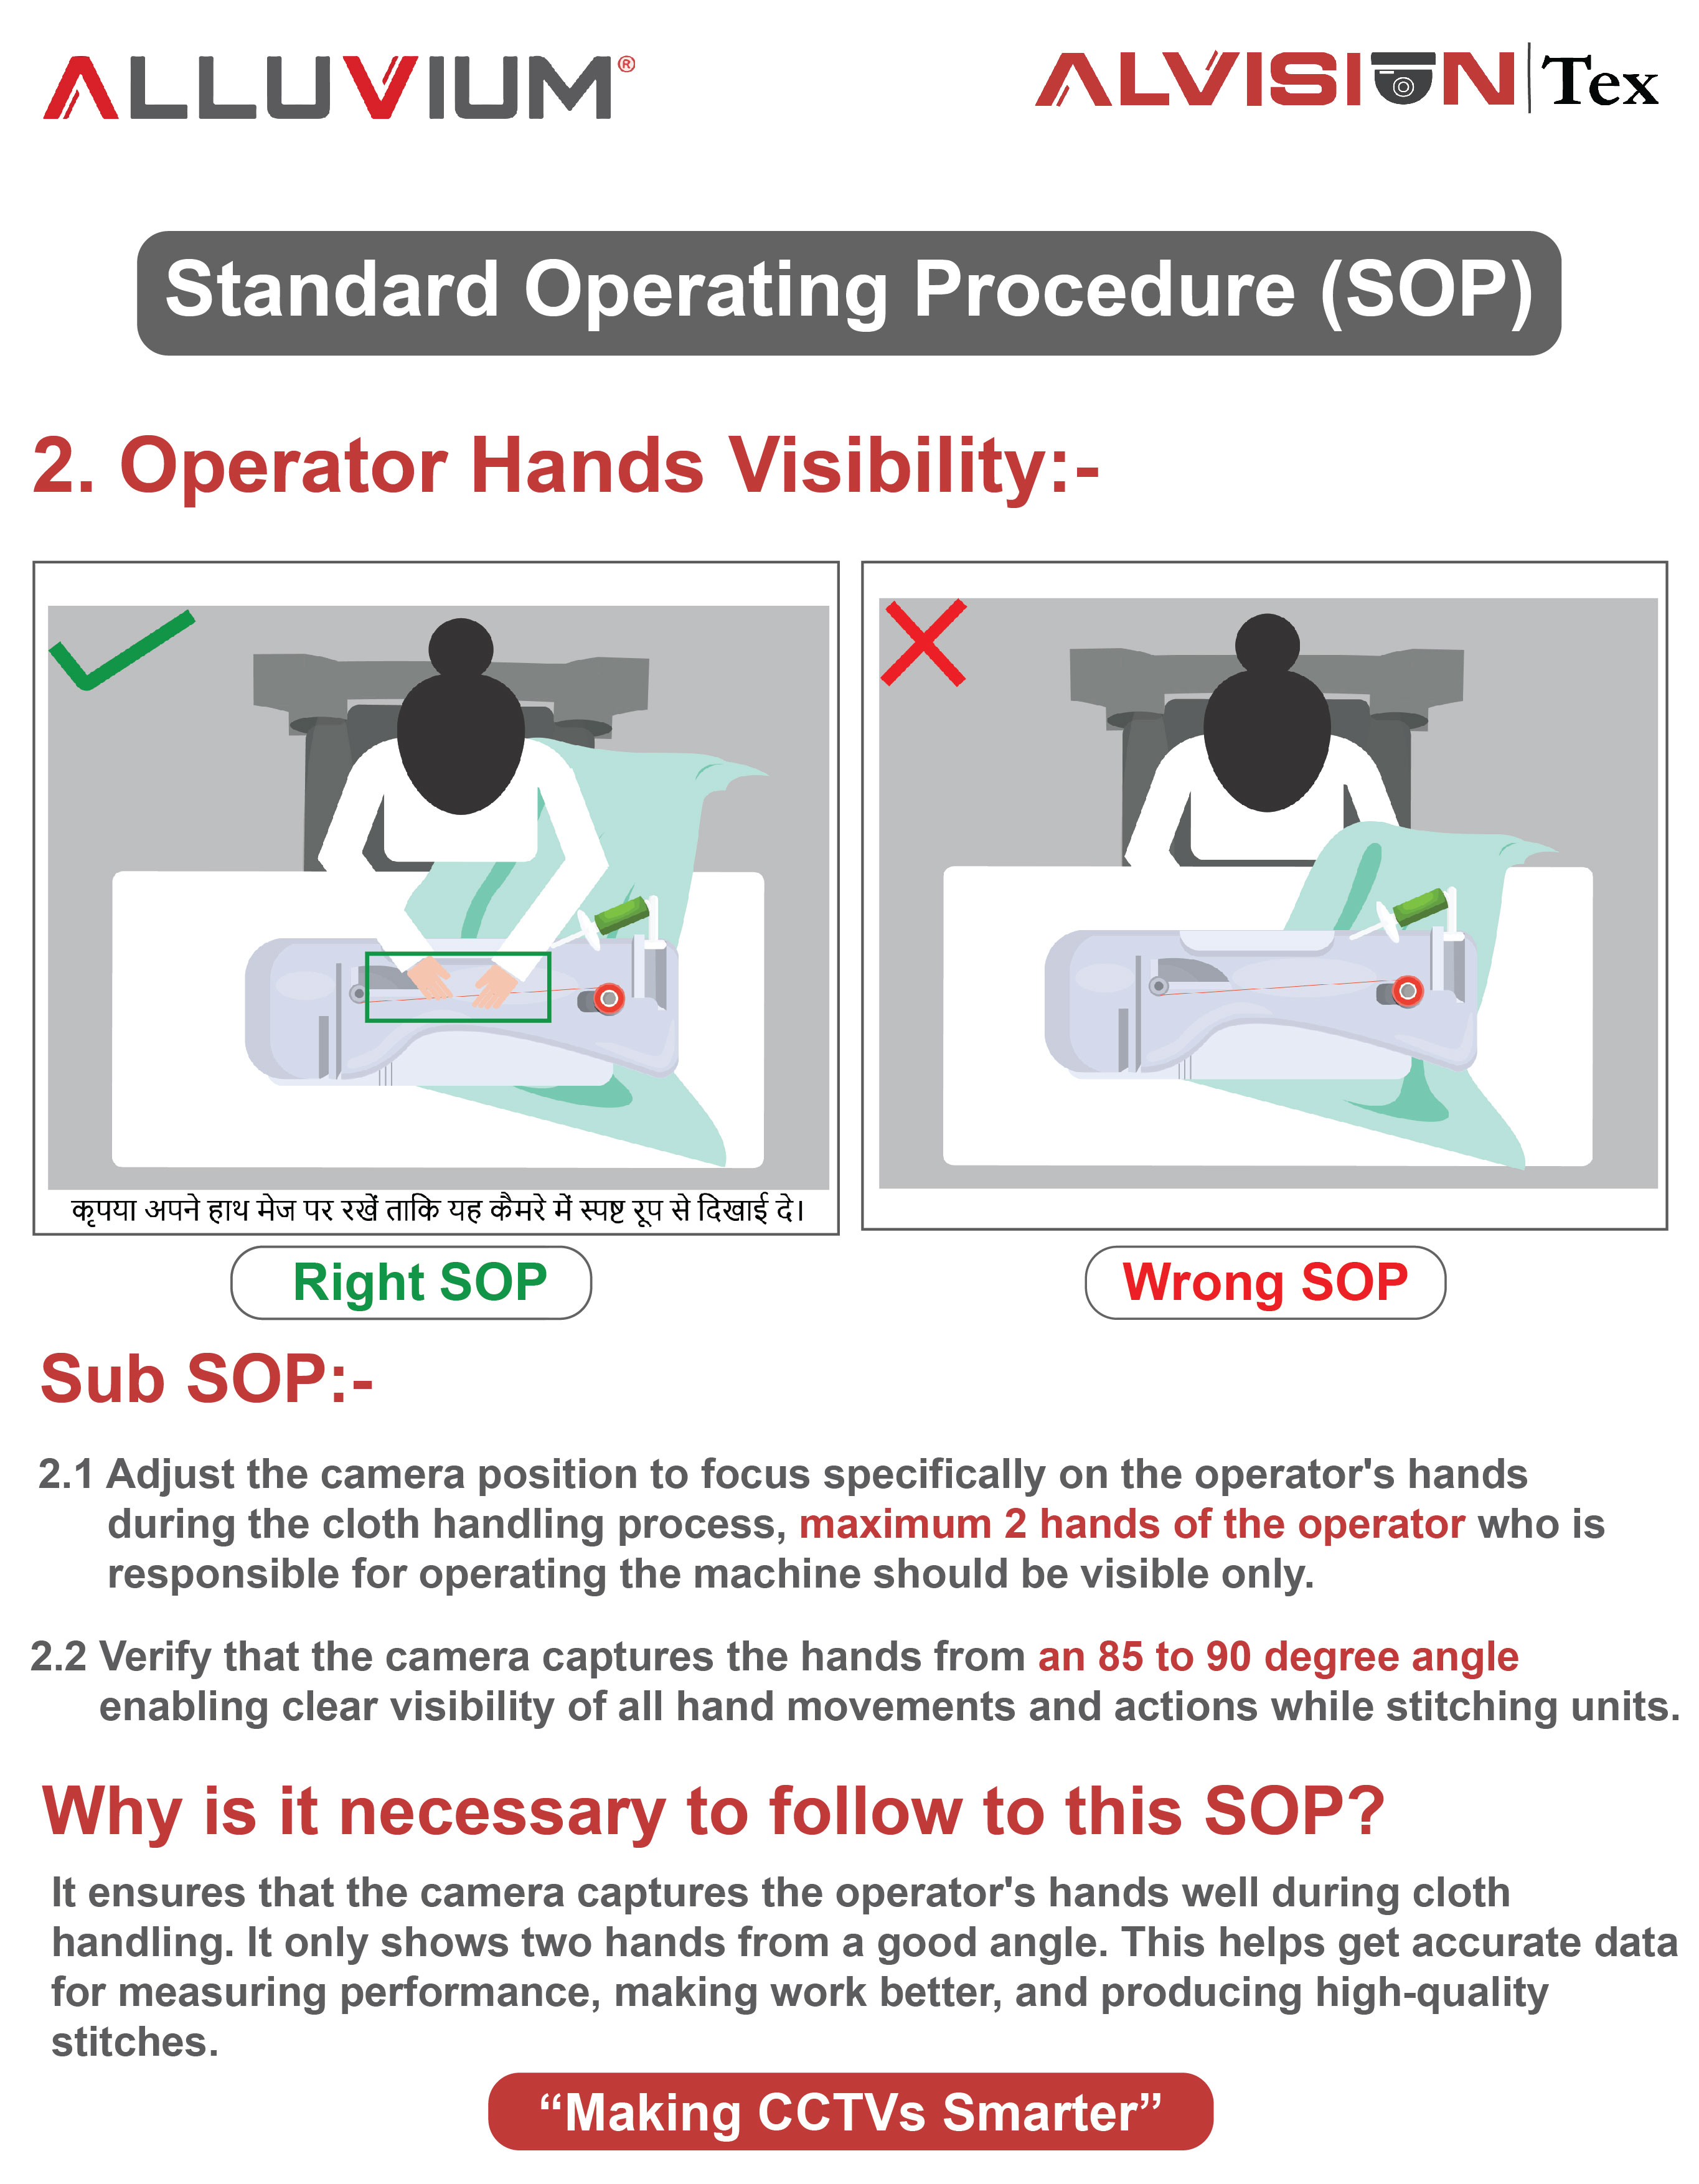 ALLUVIUM®
ALVISION Tex
Standard Operating Procedure (SOP)
2. Operator Hands Visibility:-
कृपया अपने हाथ मेज पर रखें ताकि यह कैमरे में स्पष्ट रूप से दिखाई दे।
Right SOP
Wrong SOP
Sub SOP:-
2.1 Adjust the camera position to focus specifically on the operator's hands
during the cloth handling process, maximum 2 hands of the operator who is
responsible for operating the machine should be visible only.
2.2 Verify that the camera captures the hands from an 85 to 90 degree angle
enabling clear visibility of all hand movements and actions while stitching units.
Why is it necessary to follow to this SOP?
It ensures that the camera captures the operator's hands well during cloth
handling. It only shows two hands from a good angle. This helps get accurate data
for measuring performance, making work better, and producing high-quality
stitches.
“Making CCTVs Smarter”